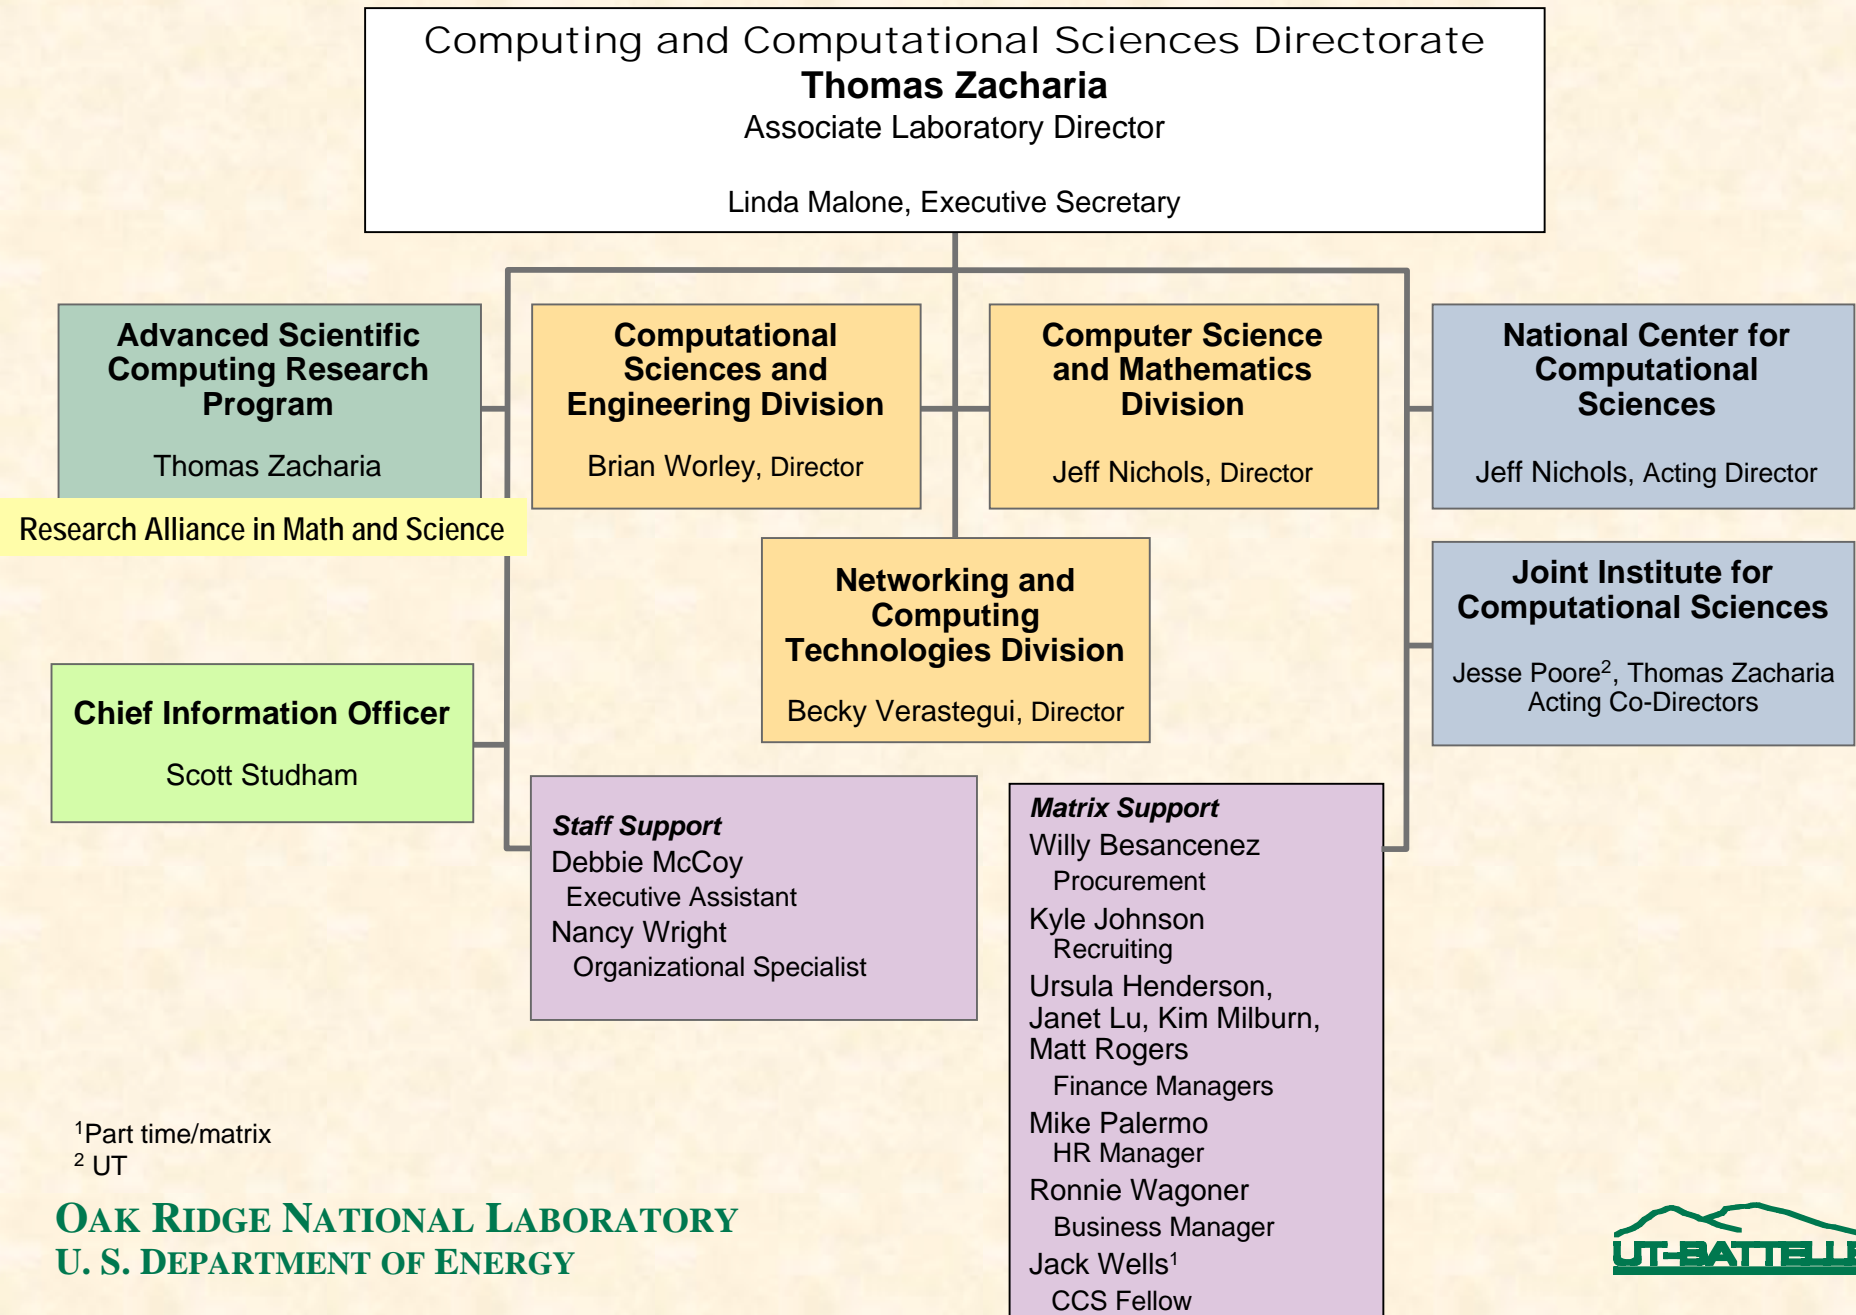 Computing and Computational Sciences Directorate
Thomas Zacharia
Associate Laboratory Director
Linda Malone, Executive Secretary
Advanced Scientific
Computing Research
Program
Thomas Zacharia
Research Alliance in Math and Science
Computational
Sciences and
Engineering Division
Brian Worley, Director
Computer Science
and Mathematics
Division
Jeff Nichols, Director
National Center for
Computational
Sciences
Jeff Nichols, Acting Director
Networking and
Computing
Technologies Division
Becky Verastegui, Director
Joint Institute for
Computational Sciences
Jesse Poore², Thomas Zacharia
Acting Co-Directors
Chief Information Officer
Scott Studham
Staff Support
Debbie McCoy
Executive Assistant
Nancy Wright
Organizational Specialist
Matrix Support
Willy Besancenez
Procurement
Kyle Johnson
Recruiting
Ursula Henderson,
Janet Lu, Kim Milburn,
Matt Rogers
Finance Managers
Mike Palermo
HR Manager
Ronnie Wagoner
Business Manager
Jack Wells¹
CCS Fellow
¹Part time/matrix
² UT
OAK RIDGE NATIONAL LABORATORY
U. S. DEPARTMENT OF ENERGY
UT-BATTELLE